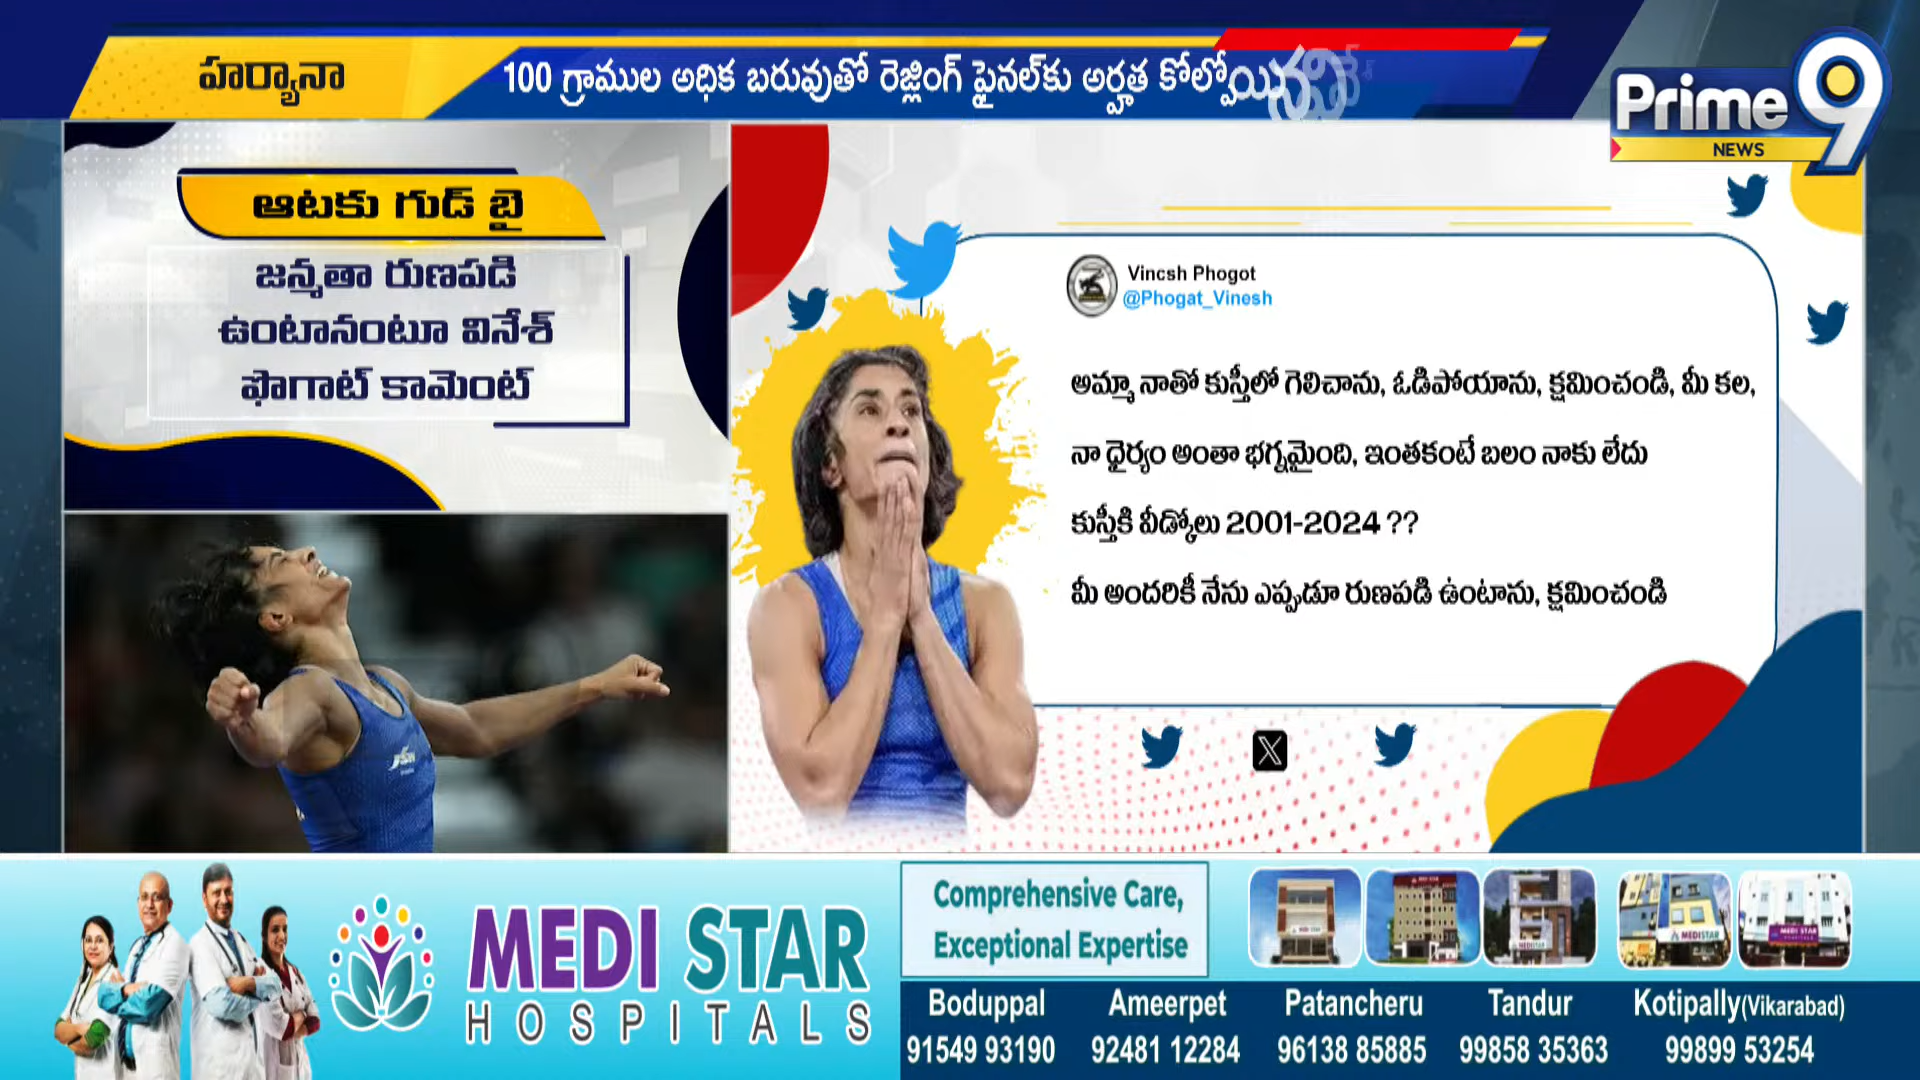 హర్యానా
100 గ్రాముల అధిక బరువుతో రెజ్లింగ్ ఫైనల్‌కు అర్హత కోల్పోయిన
Prime 9
NEWS
ఆటకు గుడ్ బై
జన్మతా రుణపడి
ఉంటానంటూ వినేశ్
ఫొగాట్ కామెంట్
Vincsh Phogot
@Phogat_Vinesh
అమ్మా నాతో కుస్తీలో గెలిచాను, ఓడిపోయాను, క్షమించండి, మీ కల,
నా ధైర్యం అంతా భగ్నమైంది, ఇంతకంటే బలం నాకు లేదు
కుస్తీకి వీడ్కోలు 2001-2024 ??
మీ అందరికీ నేను ఎప్పుడూ రుణపడి ఉంటాను, క్షమించండి
MEDI STAR
HOSPITALS
Comprehensive Care,
Exceptional Expertise
Boduppal
91549 93190
Ameerpet
92481 12284
Patancheru
96138 85885
Tandur
99858 35363
Kotipally(Vikarabad)
99899 53254